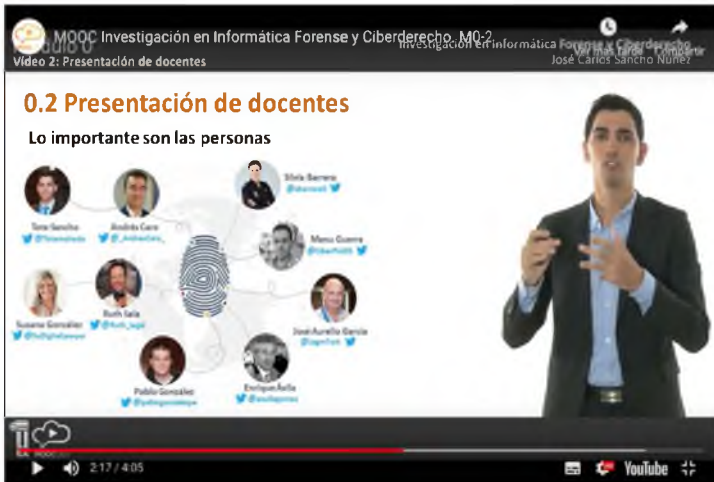 MOOC Investigación en Informática Forense y Ciberderecho. M0-2
Investigación en informática Forense y Ciberderecho
Vídeo 2: Presentación de docentes
Ver más tarde
Compartir
José Carlos Sancho Núñez
0.2 Presentación de docentes
Lo importante son las personas
Silvia Barrera
Tete Sancho
Andrés Caro
Manu Guerra
Susana González
Ruth Sala
@Ruth_legal
José Aurelio García
Pablo González
Enrique Ávila
2:17 / 4:05
YouTube